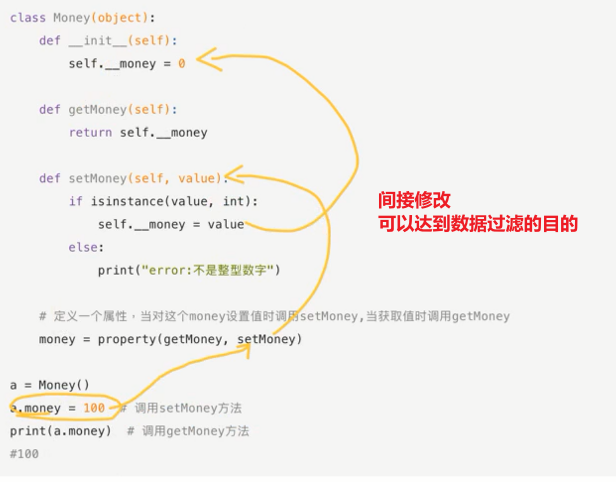 class Money(object):
    def __init__(self):
        self.__money = 0
    def getMoney(self):
        return self.__money
    def setMoney(self, value):
        if isinstance(value, int):
            self.__money = value
        else:
            print("error:不是整型数字")
    # 定义一个属性，当对这个money设置值时调用setMoney,当获取值时调用getMoney
    money = property(getMoney, setMoney)
a = Money()
a.money = 100  # 调用setMoney方法
print(a.money)  # 调用getMoney方法
#100
间接修改
可以达到数据过滤的目的